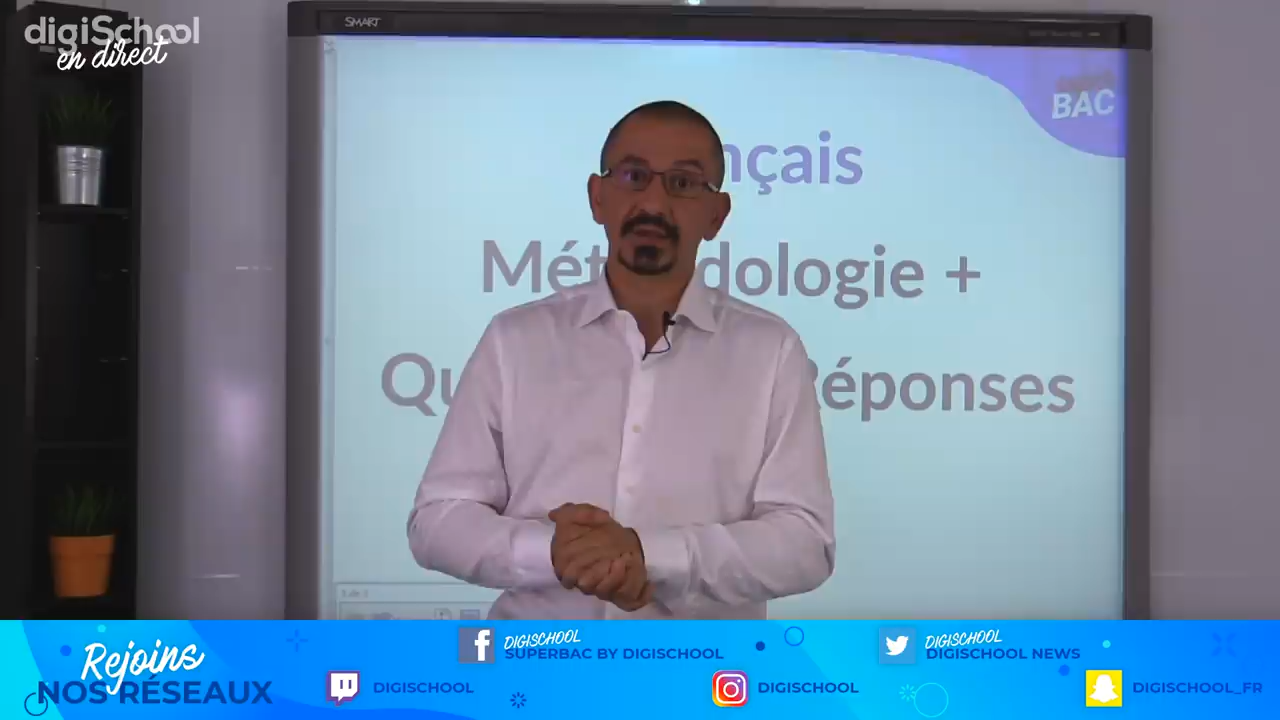 digiSchool
en direct
SMART
BAC
nçais
Mét dologie +
Qu Réponses
Rejoins
NOS RÉSEAUX
DIGISCHOOL
SUPERBAC BY DIGISCHOOL
DIGISCHOOL
DIGISCHOOL NEWS
DIGISCHOOL
DIGISCHOOL
DIGISCHOOL_FR